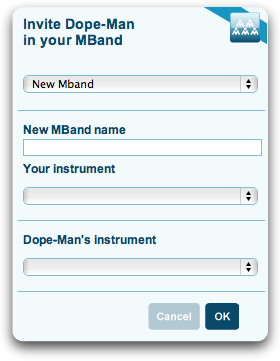 Invite Dope-Man
in your MBand
New Mband
New MBand name
Your instrument
Dope-Man's instrument
Cancel
OK